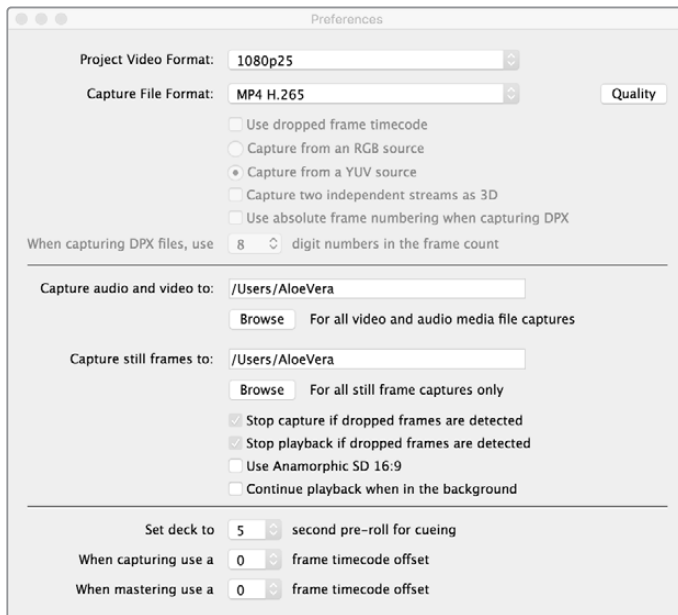 Preferences
Project Video Format: 1080p25
Capture File Format: MP4 H.265 Quality
Use dropped frame timecode
Capture from an RGB source
Capture from a YUV source
Capture two independent streams as 3D
Use absolute frame numbering when capturing DPX
When capturing DPX files, use 8 digit numbers in the frame count
Capture audio and video to: /Users/AloeVera
Browse For all video and audio media file captures
Capture still frames to: /Users/AloeVera
Browse For all still frame captures only
Stop capture if dropped frames are detected
Stop playback if dropped frames are detected
Use Anamorphic SD 16:9
Continue playback when in the background
Set deck to 5 second pre-roll for cueing
When capturing use a 0 frame timecode offset
When mastering use a 0 frame timecode offset